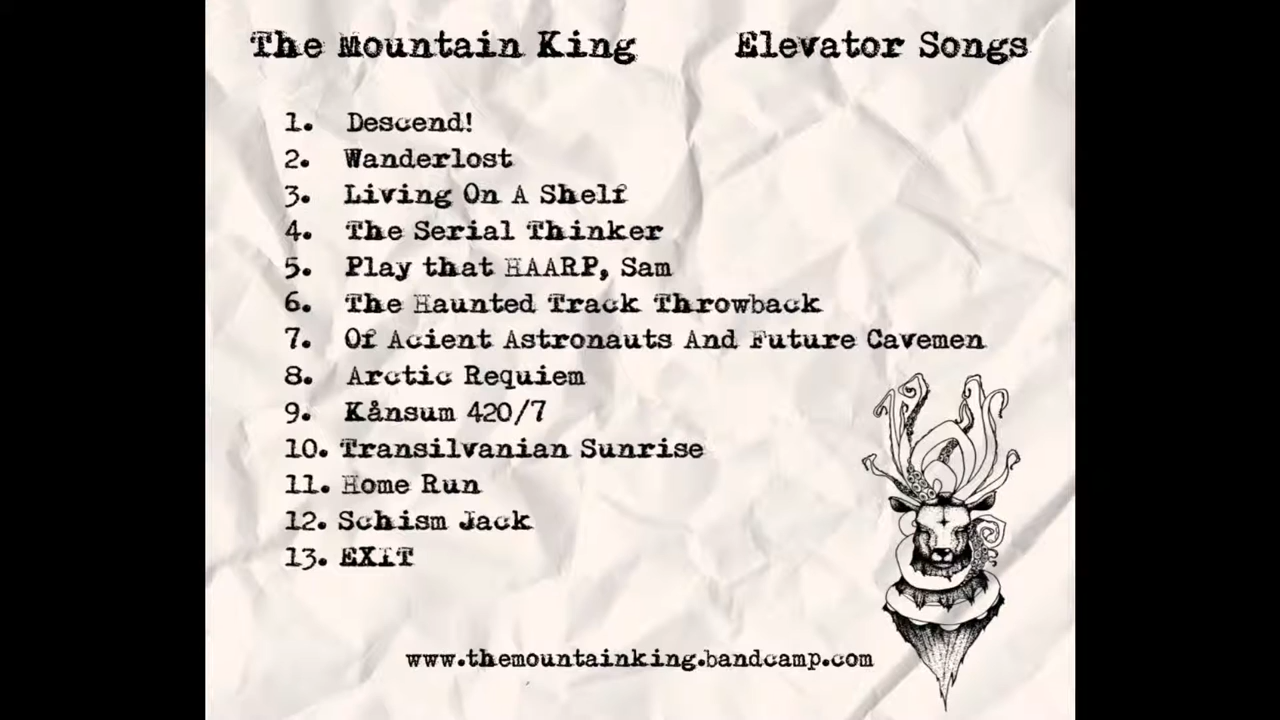 The Mountain King Elevator Songs
1. Descend!
2. Wanderlost
3. Living On A Shelf
4. The Serial Thinker
5. Play that HAARP, Sam
6. The Haunted Track Throwback
7. Of Acient Astronauts And Future Cavemen
8. Arctic Requiem
9. Kånsum 420/7
10. Transilvanian Sunrise
11. Home Run
12. Schism Jack
13. EXIT
www.themountainking.bandcamp.com